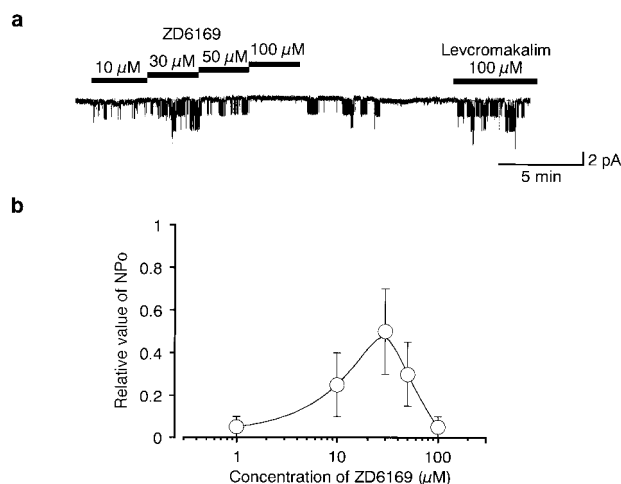 a
ZD6169
10 μM
30 μM
50 μM
100 μM
Levcromakalim
100 μM
2 pA
5 min
b
Relative value of NPo
1
0.8
0.6
0.4
0.2
0
1
10
100
Concentration of ZD6169 (μM)